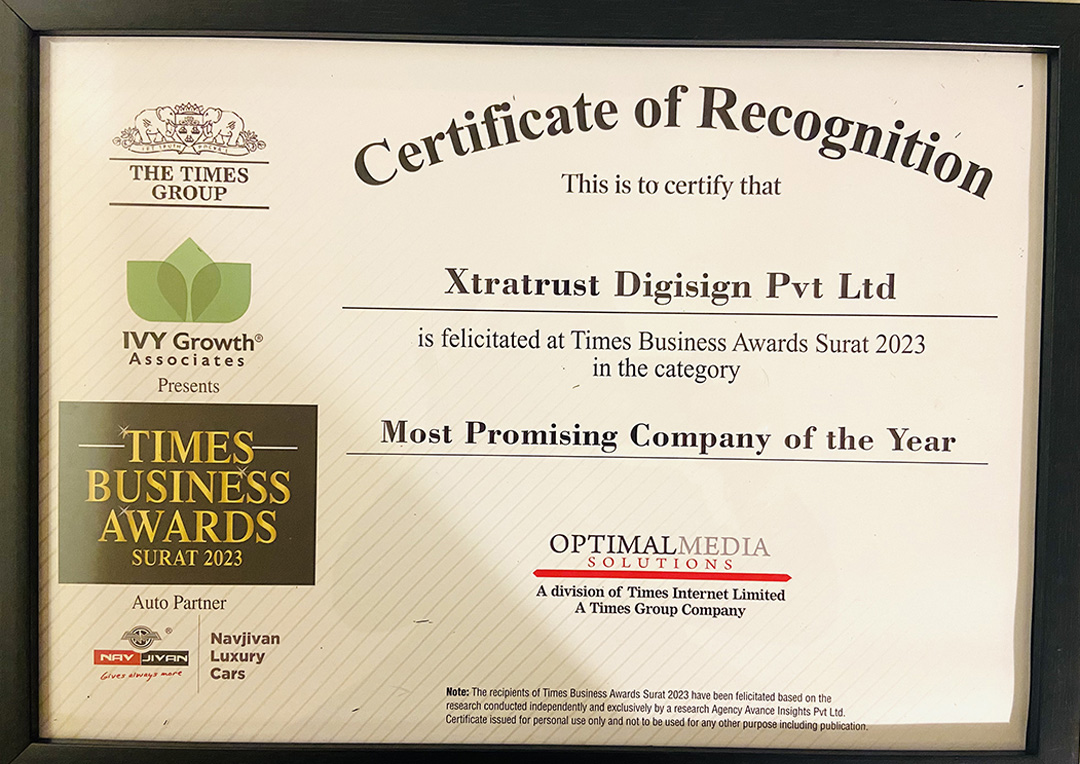 THE TIMES
GROUP
IVY Growth®
Associates
Presents
TIMES
BUSINESS
AWARDS
SURAT 2023
Auto Partner
®
NAV JIVAN
Gives always more
Navjivan
Luxury
Cars
Certificate of Recognition
This is to certify that
Xtratrust Digisign Pvt Ltd
is felicitated at Times Business Awards Surat 2023
in the category
Most Promising Company of the Year
OPTIMALMEDIA
SOLUTIONS
A division of Times Internet Limited
A Times Group Company
Note: The recipients of Times Business Awards Surat 2023 have been felicitated based on the
research conducted independently and exclusively by a research Agency Avance Insights Pvt Ltd.
Certificate issued for personal use only and not to be used for any other purpose including publication.